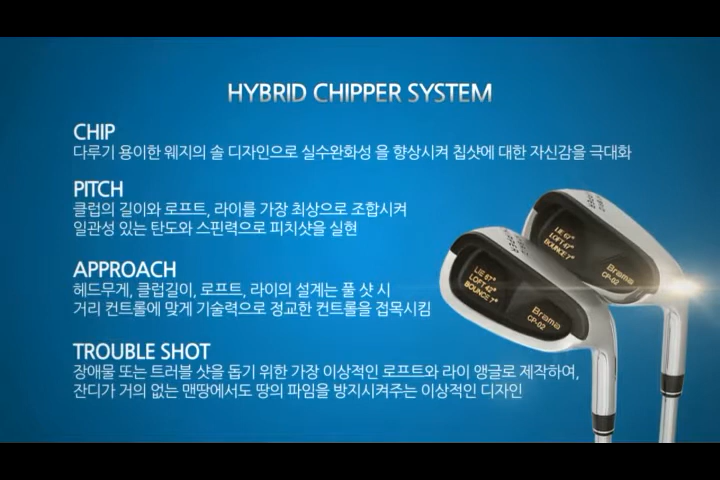 HYBRID CHIPPER SYSTEM
CHIP
다루기 용이한 웨지의 솔 디자인으로 실수완화성 을 향상시켜 칩샷에 대한 자신감을 극대화
PITCH
클럽의 길이와 로프트, 라이를 가장 최상으로 조합시켜
일관성 있는 탄도와 스핀력으로 피치샷을 실현
APPROACH
헤드무게, 클럽길이, 로프트, 라이의 설계는 풀 샷 시
거리 컨트롤에 맞게 기술력으로 정교한 컨트롤을 접목시킴
TROUBLE SHOT
장애물 또는 트러블 샷을 돕기 위한 가장 이상적인 로프트와 라이 앵글로 제작하여,
잔디가 거의 없는 맨땅에서도 땅의 파임을 방지시켜주는 이상적인 디자인
LOFT
BOUNCE 7°
Brama
CP-02
LOFT 42°
BOUNCE 7°
Brama
CP-02